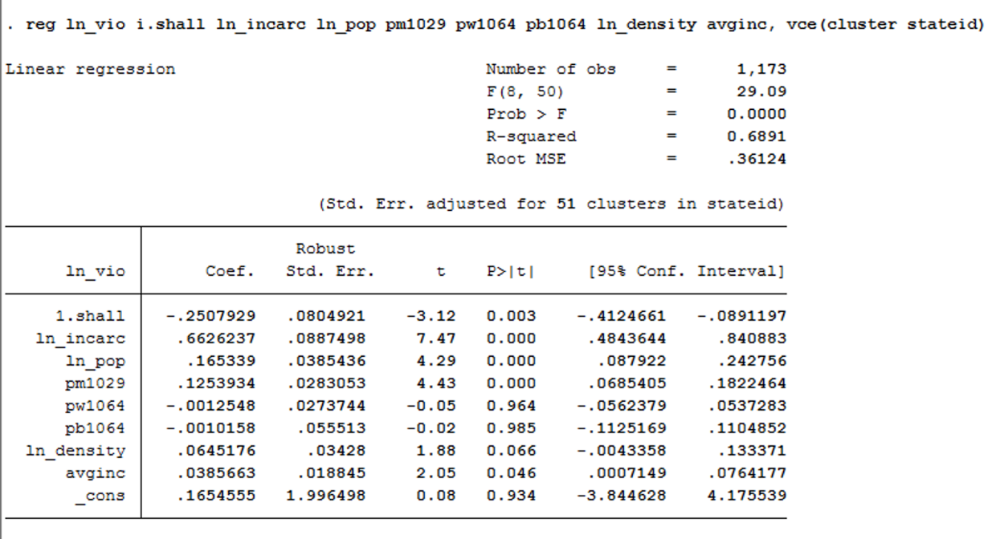 . reg ln_vio i.shall ln_incarc ln_pop pm1029 pw1064 pb1064 ln_density avginc, vce(cluster stateid)
Linear regression Number of obs = 1,173
F(8, 50) = 29.09
Prob > F = 0.0000
R-squared = 0.6891
Root MSE = .36124
(Std. Err. adjusted for 51 clusters in stateid)
Robust
ln_vio Coef. Std. Err. t P>|t| [95% Conf. Interval]
1.shall -.2507929 .0804921 -3.12 0.003 -.4124661 -.0891197
ln_incarc .6626237 .0887498 7.47 0.000 .4843644 .840883
ln_pop .165339 .0385436 4.29 0.000 .087922 .242756
pm1029 .1253934 .0283053 4.43 0.000 .0685405 .1822464
pw1064 -.0012548 .0273744 -0.05 0.964 -.0562379 .0537283
pb1064 -.0010158 .055513 -0.02 0.985 -.1125169 .1104852
ln_density .0645176 .03428 1.88 0.066 -.0043358 .133371
avginc .0385663 .018845 2.05 0.046 .0007149 .0764177
_cons .1654555 1.996498 0.08 0.934 -3.844628 4.175539